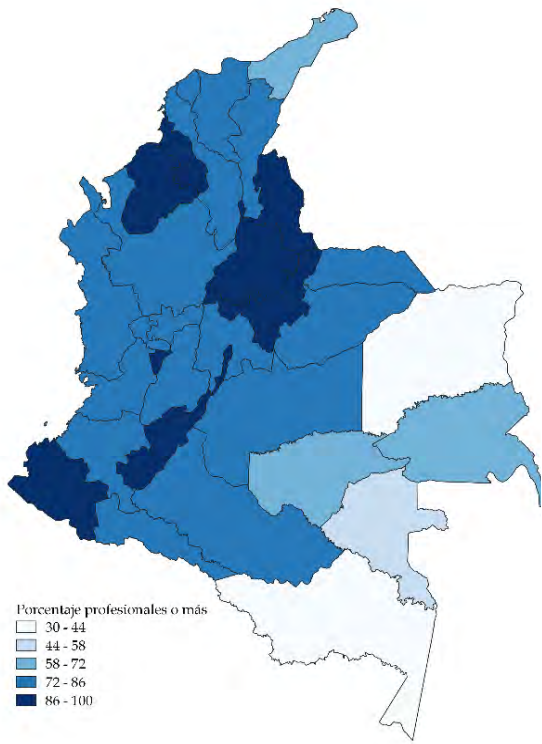 Porcentaje profesionales o más
30 - 44
44 - 58
58 - 72
72 - 86
86 - 100